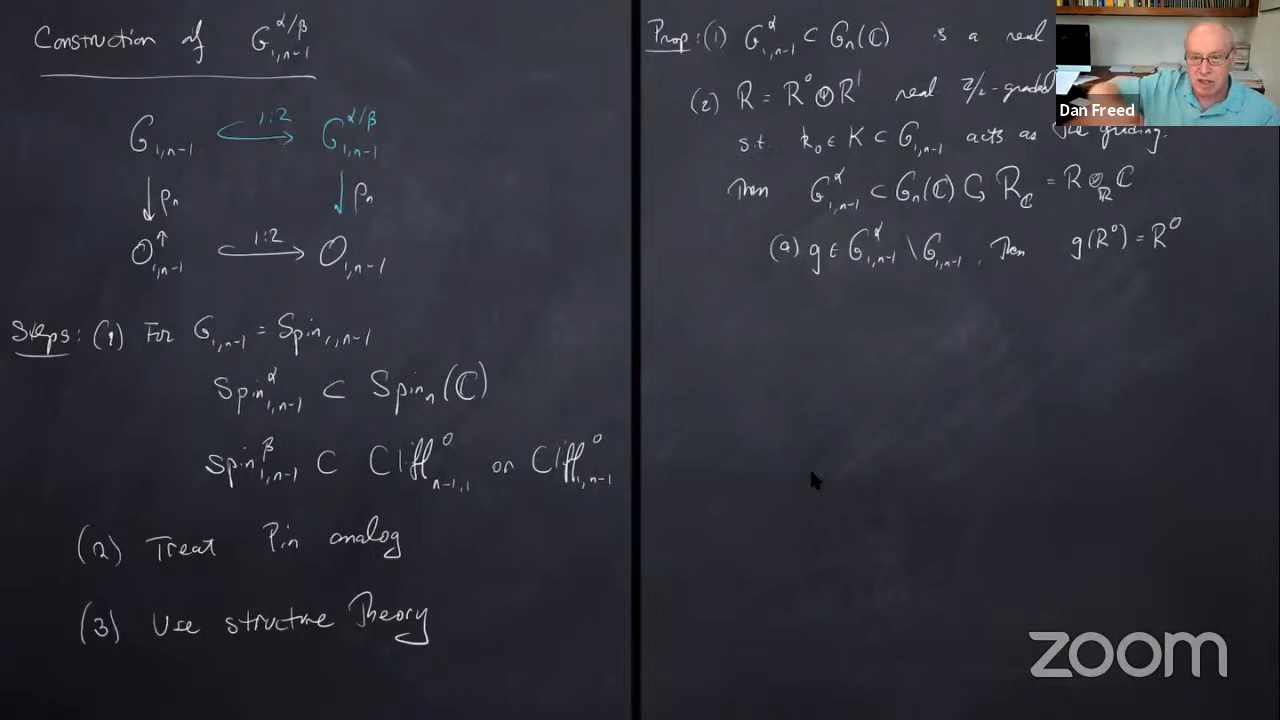 Construction of G^{α/β}_{1,n-1}
G_{1,n-1} 1:2 G^{α/β}_{1,n-1}
ρ_n ρ_n
O^↑_{1,n-1} 1:2 O_{1,n-1}
Steps: (1) For G_{1,n-1} = Spin_{1,n-1}
Spin^α_{1,n-1} ⊂ Spin_n(ℂ)
Spin^β_{1,n-1} ⊂ Cliff^0_{n-1,1} or Cliff^0_{1,n-1}
(2) Treat Pin analog
(3) Use structure Theory
Prop: (1) G^α_{1,n-1} ⊂ G_n(ℂ) is a real
(2) R = R^0 ⊕ R^1 real ℤ/2-graded
s.t. k_0 ∈ K ⊂ G_{1,n-1} acts as the grading.
Then G^α_{1,n-1} ⊂ G_n(ℂ) ↻ R_ℂ = R ⊗_ℝ ℂ
(a) g ∈ G^α_{1,n-1} \ G_{1,n-1}, Then g(R^0) = R^0
Dan Freed
zoom